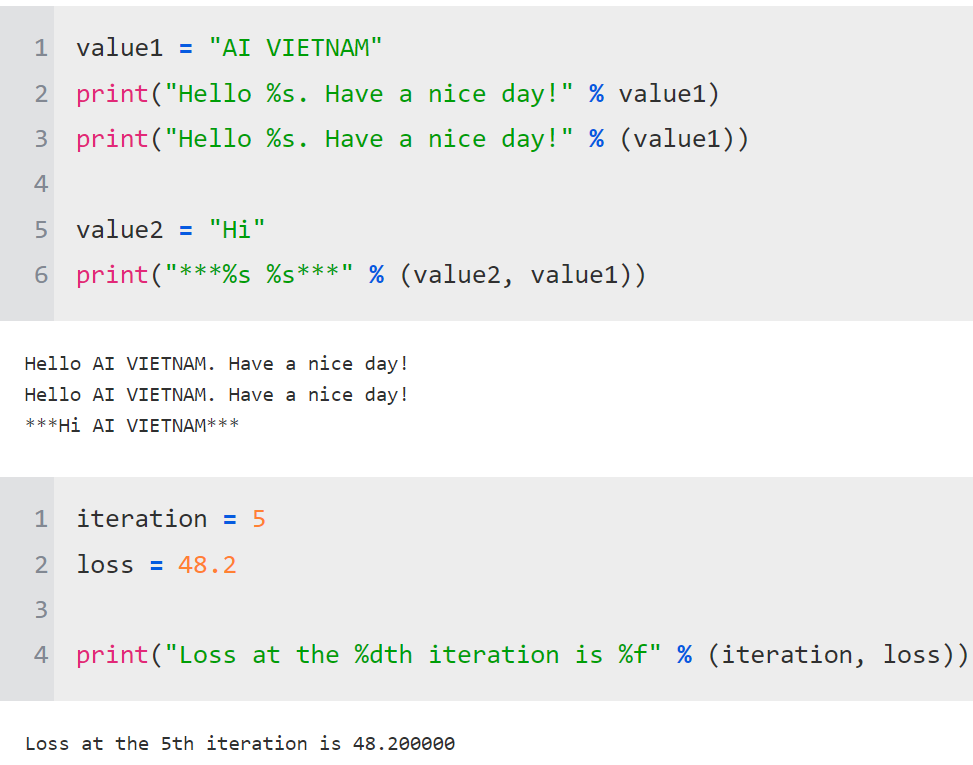 1 value1 = "AI VIETNAM"
2 print("Hello %s. Have a nice day!" % value1)
3 print("Hello %s. Have a nice day!" % (value1))
4
5 value2 = "Hi"
6 print("***%s %s***" % (value2, value1))
Hello AI VIETNAM. Have a nice day!
Hello AI VIETNAM. Have a nice day!
***Hi AI VIETNAM***
1 iteration = 5
2 loss = 48.2
3
4 print("Loss at the %dth iteration is %f" % (iteration, loss))
Loss at the 5th iteration is 48.200000